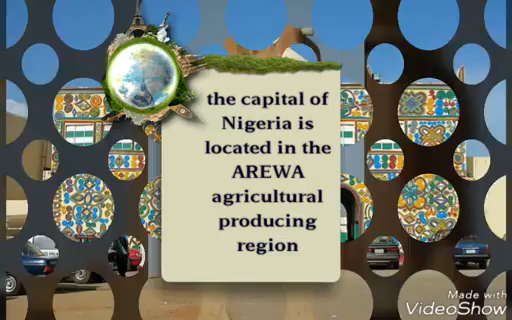 the capital of
Nigeria is
located in the
AREWA
agricultural
producing
region
Made with
VideoShow